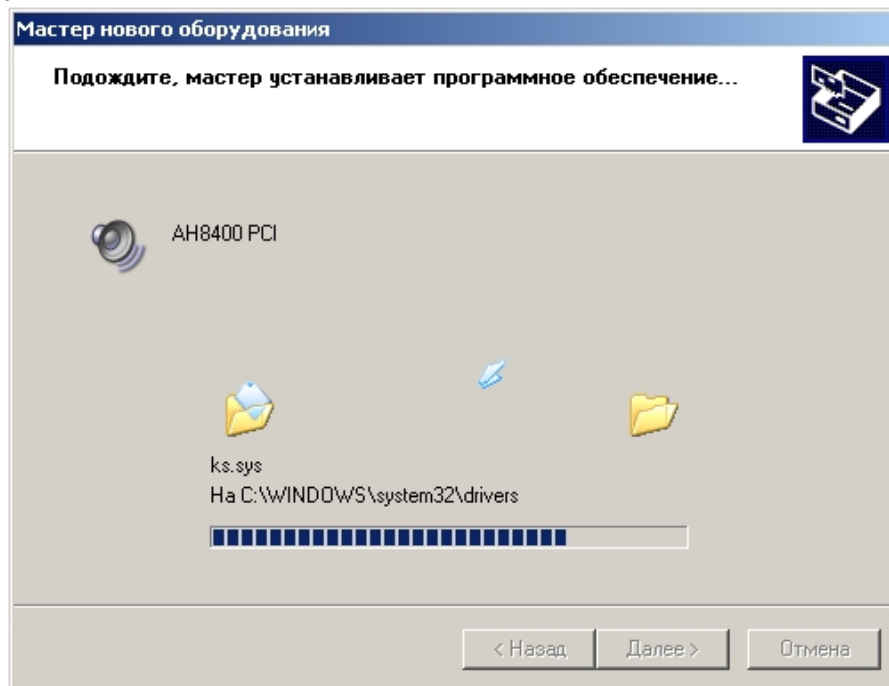 Мастер нового оборудования
Подождите, мастер устанавливает программное обеспечение...
AH8400 PCI
ks.sys
На C:\WINDOWS\system32\drivers
< Назад
Далее >
Отмена